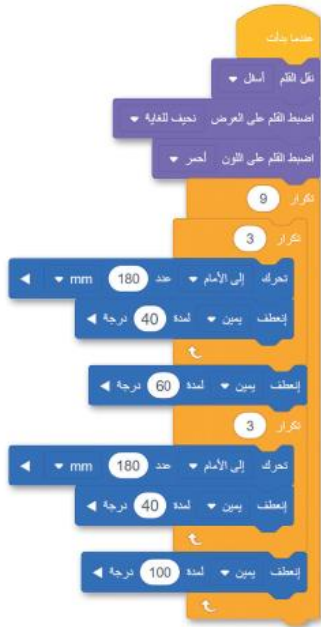 عندما بدأت
نقل القلم أسفل
اضبط القلم على العرض نحيف للغاية
اضبط القلم على اللون أحمر
تكرار 9
تكرار 3
تحرك إلى الأمام عند 180 mm
إنعطف يمين لمدة 40 درجة
إنعطف يمين لمدة 60 درجة
تكرار 3
تحرك إلى الأمام عند 180 mm
إنعطف يمين لمدة 40 درجة
إنعطف يمين لمدة 100 درجة